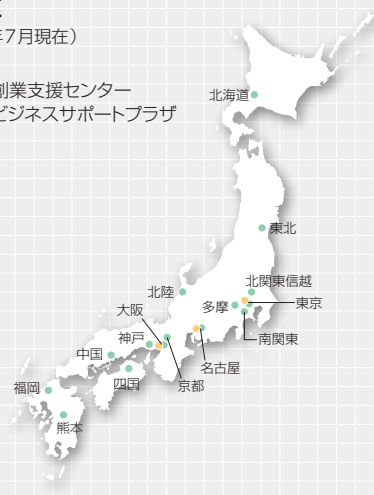 年7月現在）
創業支援センター
ビジネスサポートプラザ
北海道
東北
北関東信越
北陸
多摩
東京
大阪
神戸
南関東
中国
名古屋
福岡
四国
京都
熊本